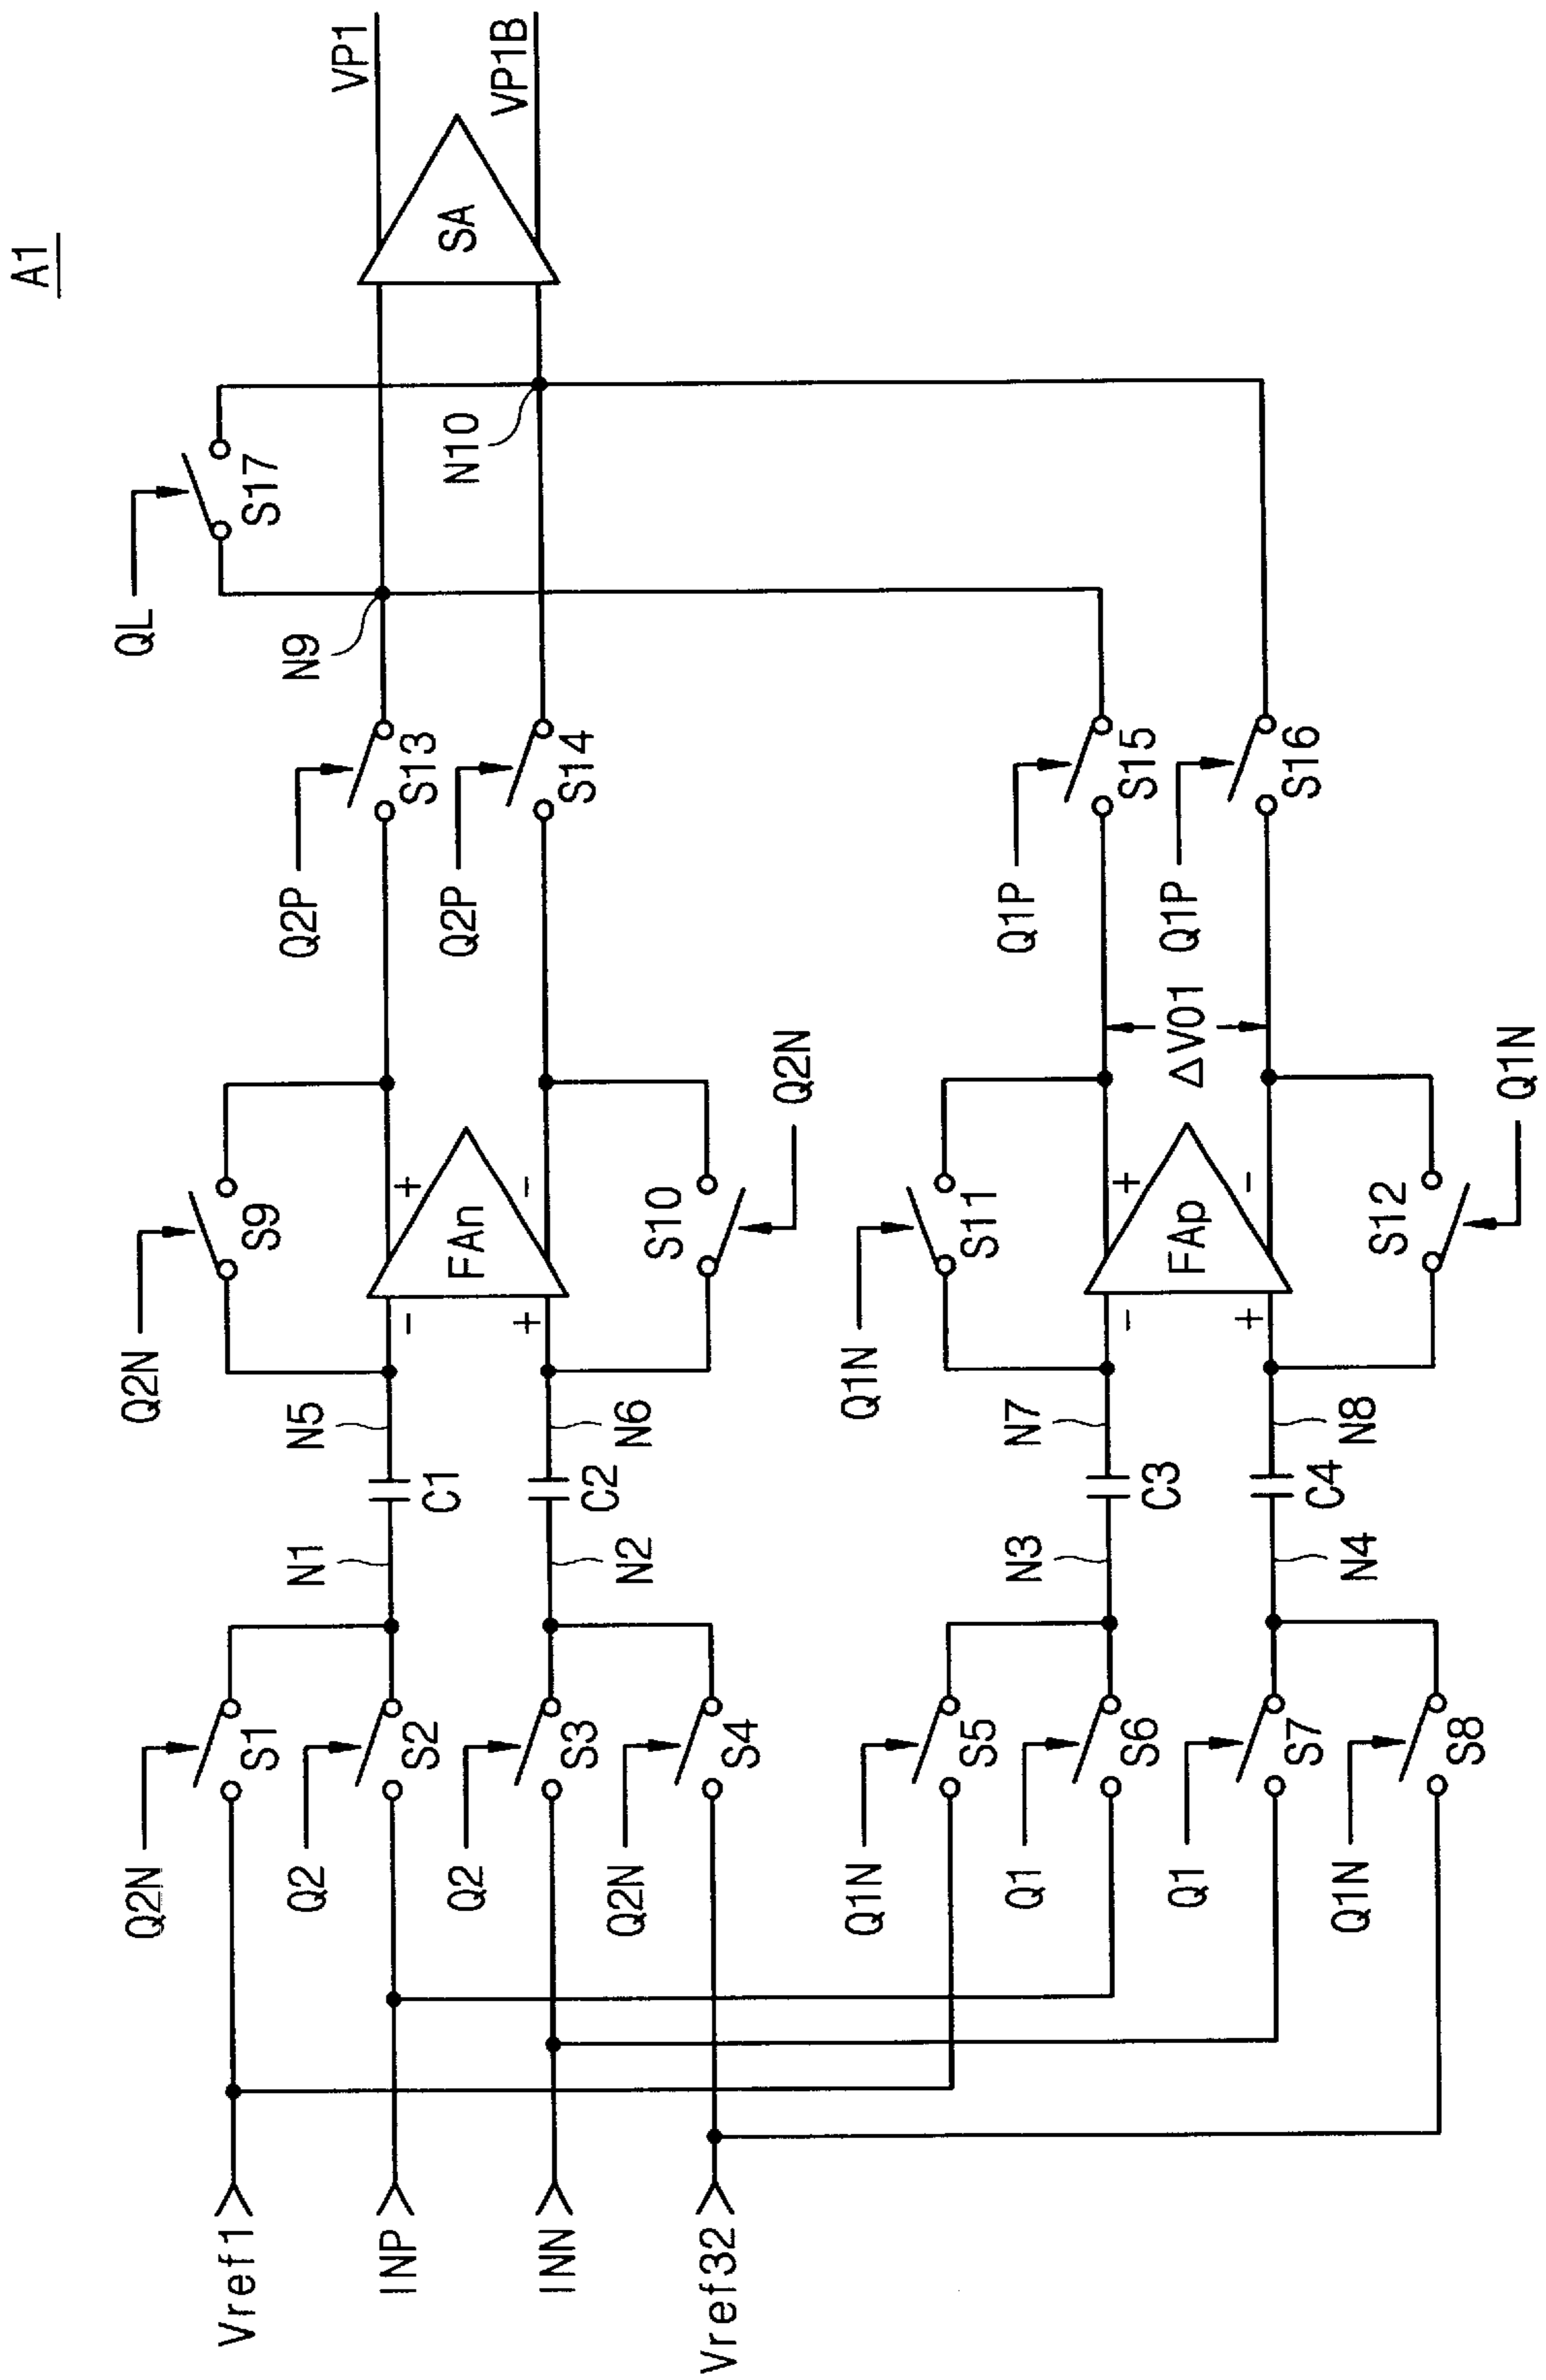 A1
QL
S17
VP1
VP1B
SA
N9
N10
Q2P
S13
Q2P
S14
Q1P
S15
Q1P
S16
Q2N
S9
FAn
- +
+ -
S10
Q2N
Q1N
S11
FAp
- +
+ -
ΔV01
S12
Q1N
N1
C1
N5
N2
C2
N6
N3
C3
N7
N4
C4
N8
Q2N
S1
Q2
S2
Q2
S3
Q2N
S4
Q1N
S5
Q1
S6
Q1
S7
Q1N
S8
Vref1
INP
INN
Vref32